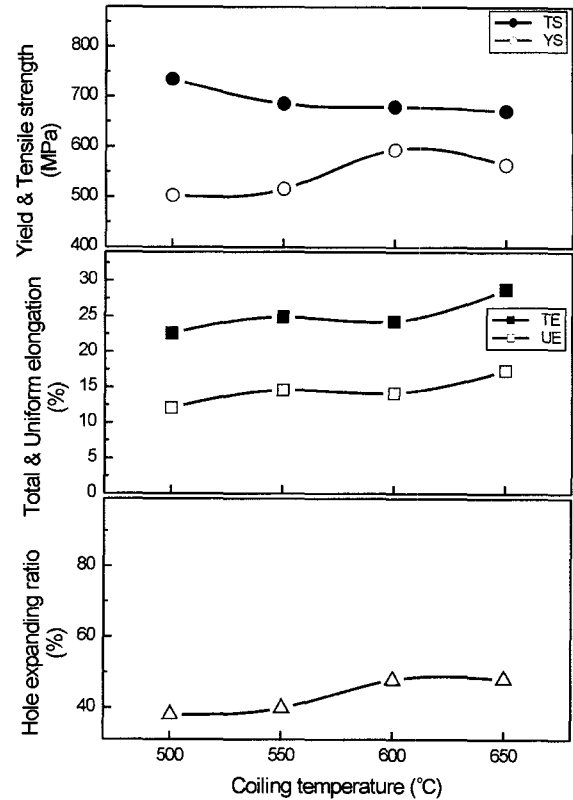 TS
YS
800
700
600
500
400
Yield & Tensile strength
(MPa)
30
25
20
15
10
5
0
TE
UE
Total & Uniform elongation
(%)
80
60
40
Hole expanding ratio
(%)
500 550 600 650
Coiling temperature (°C)